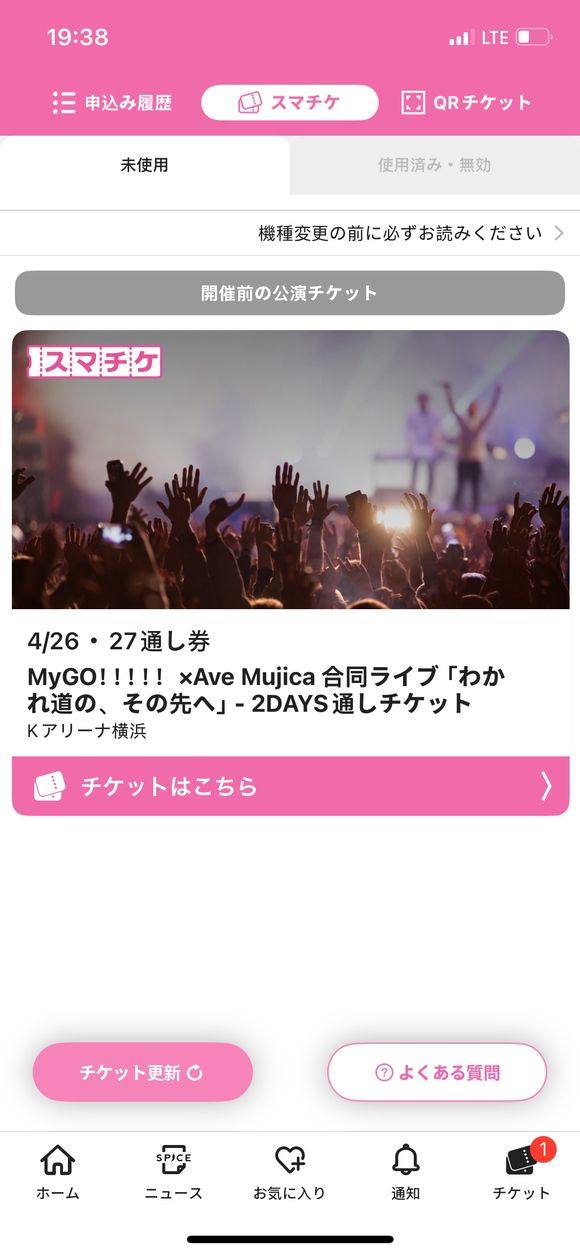 19:38
LTE
申込み履歴
スマチケ
QRチケット
未使用
使用済み・無効
機種変更の前に必ずお読みください
開催前の公演チケット
スマチケ
4/26・27通し券
MyGO!!!!! ×Ave Mujica 合同ライブ「わか
れ道の、その先へ」- 2DAYS通しチケット
Kアリーナ横浜
チケットはこちら
チケット更新
よくある質問
SPICE
1
ホーム
ニュース
お気に入り
通知
チケット